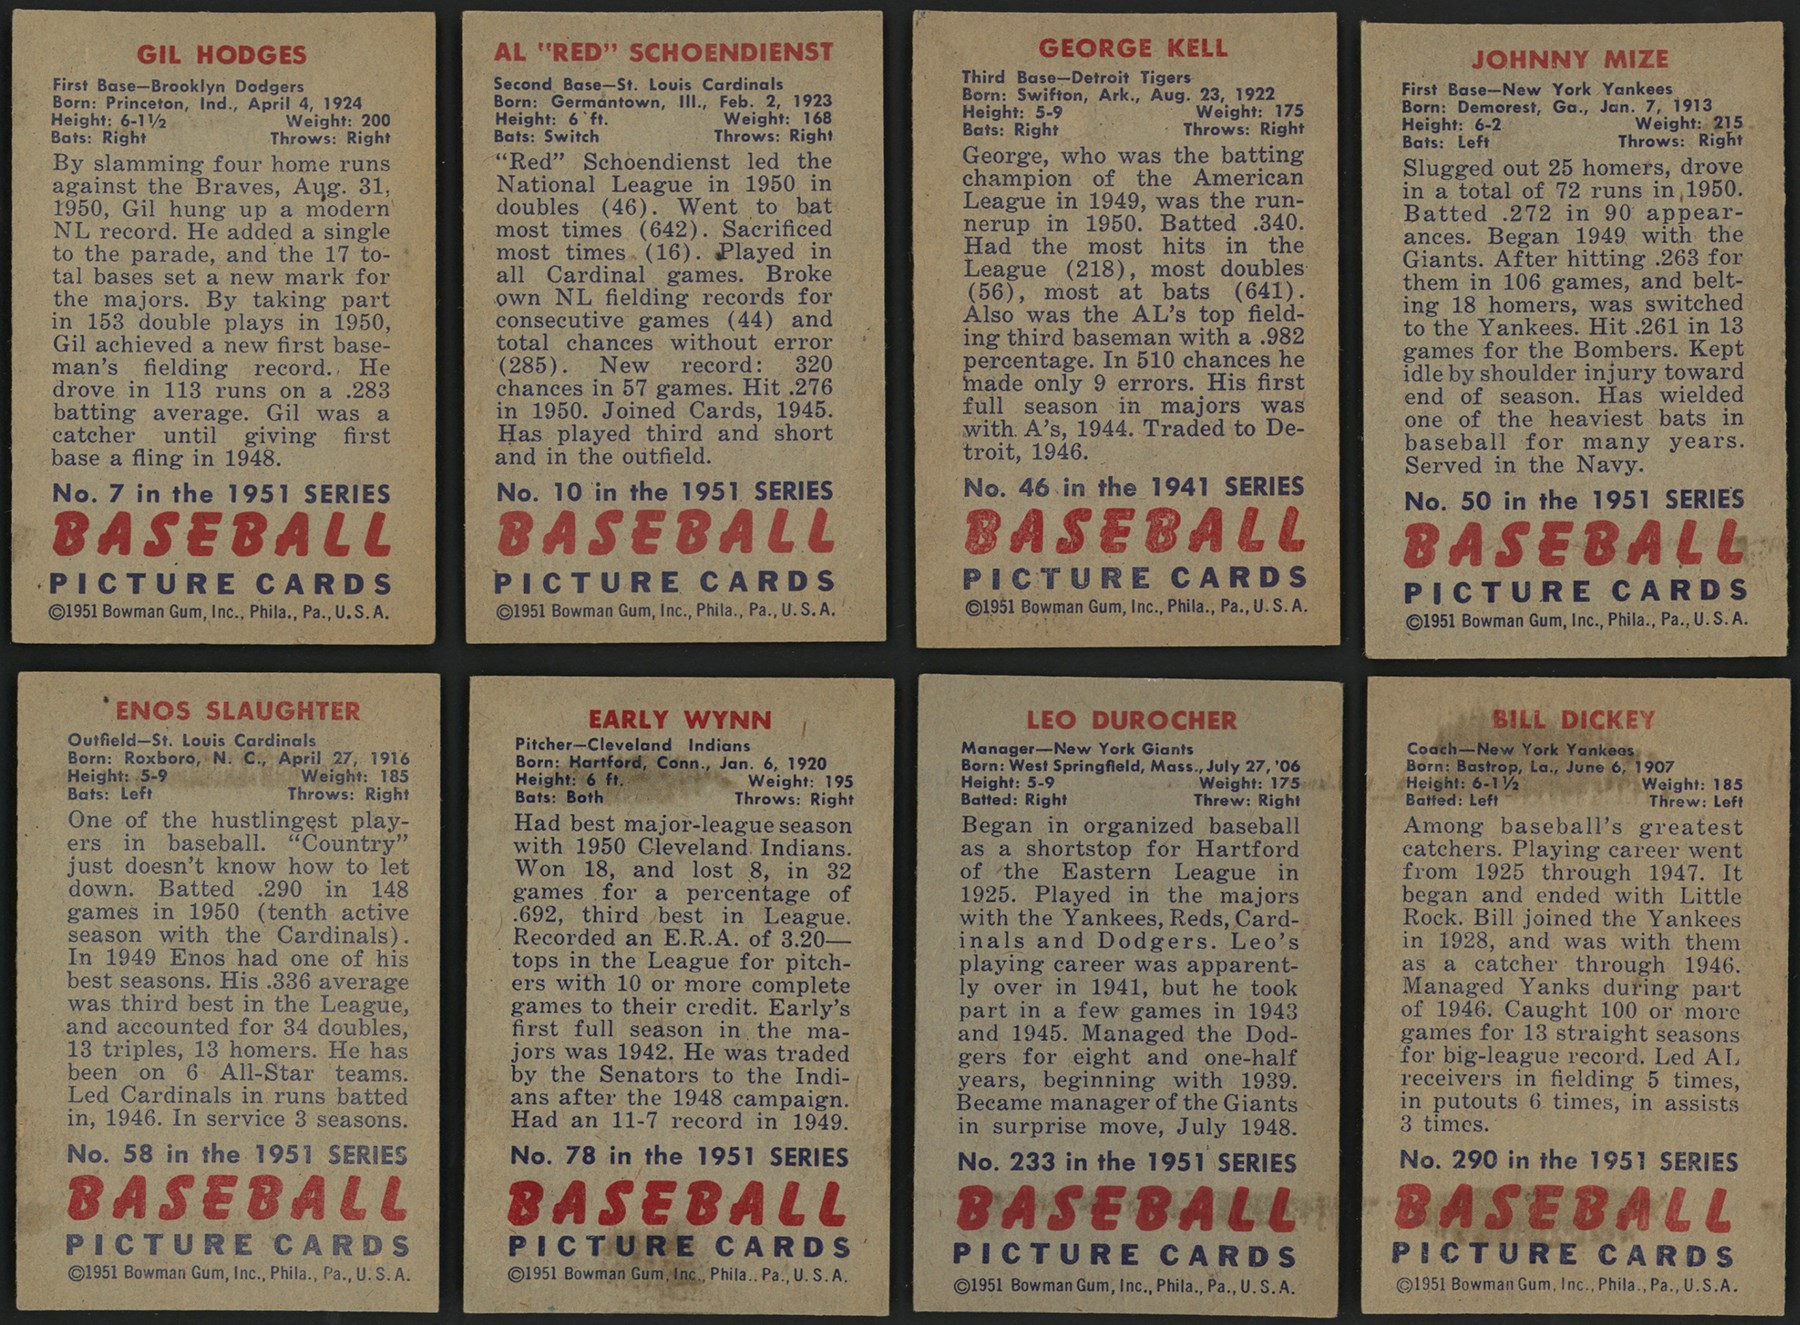 GIL HODGES
First Base—Brooklyn Dodgers
Born: Princeton, Ind., April 4, 1924
Height: 6-1½ Weight: 200
Bats: Right Throws: Right
By slamming four home runs
against the Braves, Aug. 31,
1950, Gil hung up a modern
NL record. He added a single
to the parade, and the 17 to-
tal bases set a new mark for
the majors. By taking part
in 153 double plays in 1950,
Gil achieved a new first base-
man's fielding record. He
drove in 113 runs on a .283
batting average. Gil was a
catcher until giving first
base a fling in 1948.
No. 7 in the 1951 SERIES
BASEBALL
PICTURE CARDS
©1951 Bowman Gum, Inc., Phila., Pa., U.S.A.
AL "RED" SCHOENDIENST
Second Base—St. Louis Cardinals
Born: Germantown, Ill., Feb. 2, 1923
Height: 6 ft. Weight: 168
Bats: Switch Throws: Right
"Red" Schoendienst led the
National League in 1950 in
doubles (46). Went to bat
most times (642). Sacrificed
most times (16). Played in
all Cardinal games. Broke
own NL fielding records for
consecutive games (44) and
total chances without error
(285). New record: 320
chances in 57 games. Hit .276
in 1950. Joined Cards, 1945.
Has played third and short
and in the outfield.
No. 10 in the 1951 SERIES
BASEBALL
PICTURE CARDS
©1951 Bowman Gum, Inc., Phila., Pa., U.S.A.
GEORGE KELL
Third Base—Detroit Tigers
Born: Swifton, Ark., Aug. 23, 1922
Height: 5-9 Weight: 175
Bats: Right Throws: Right
George, who was the batting
champion of the American
League in 1949, was the run-
nerup in 1950. Batted .340.
Had the most hits in the
League (218), most doubles
(56), most at bats (641).
Also was the AL's top field-
ing third baseman with a .982
percentage. In 510 chances he
made only 9 errors. His first
full season in majors was
with A's, 1944. Traded to De-
troit, 1946.
No. 46 in the 1941 SERIES
BASEBALL
PICTURE CARDS
©1951 Bowman Gum, Inc., Phila., Pa., U.S.A.
JOHNNY MIZE
First Base—New York Yankees
Born: Demorest, Ga., Jan. 7, 1913
Height: 6-2 Weight: 215
Bats: Left Throws: Right
Slugged out 25 homers, drove
in a total of 72 runs in 1950.
Batted .272 in 90 appear-
ances. Began 1949 with the
Giants. After hitting .263 for
them in 106 games, and belt-
ing 18 homers, was switched
to the Yankees. Hit .261 in 13
games for the Bombers. Kept
idle by shoulder injury toward
end of season. Has wielded
one of the heaviest bats in
baseball for many years.
Served in the Navy.
No. 50 in the 1951 SERIES
BASEBALL
PICTURE CARDS
©1951 Bowman Gum, Inc., Phila., Pa., U.S.A.
ENOS SLAUGHTER
Outfield—St. Louis Cardinals
Born: Roxboro, N. C., April 27, 1916
Height: 5-9 Weight: 185
Bats: Left Throws: Right
One of the hustlingest play-
ers in baseball. "Country"
just doesn't know how to let
down. Batted .290 in 148
games in 1950 (tenth active
season with the Cardinals).
In 1949 Enos had one of his
best seasons. His .336 average
was third best in the League,
and accounted for 34 doubles,
13 triples, 13 homers. He has
been on 6 All-Star teams.
Led Cardinals in runs batted
in, 1946. In service 3 seasons.
No. 58 in the 1951 SERIES
BASEBALL
PICTURE CARDS
©1951 Bowman Gum, Inc., Phila., Pa., U.S.A.
EARLY WYNN
Pitcher—Cleveland Indians
Born: Hartford, Conn., Jan. 6, 1920
Height: 6 ft. Weight: 195
Bats: Both Throws: Right
Had best major-league season
with 1950 Cleveland Indians.
Won 18, and lost 8, in 32
games for a percentage of
.692, third best in League.
Recorded an E.R.A. of 3.20—
tops in the League for pitch-
ers with 10 or more complete
games to their credit. Early's
first full season in the ma-
jors was 1942. He was traded
by the Senators to the Indi-
ans after the 1948 campaign.
Had an 11-7 record in 1949.
No. 78 in the 1951 SERIES
BASEBALL
PICTURE CARDS
©1951 Bowman Gum, Inc., Phila., Pa., U.S.A.
LEO DUROCHER
Manager—New York Giants
Born: West Springfield, Mass., July 27, '06
Height: 5-9 Weight: 175
Batted: Right Threw: Right
Began in organized baseball
as a shortstop for Hartford
of the Eastern League in
1925. Played in the majors
with the Yankees, Reds, Card-
inals and Dodgers. Leo's
playing career was apparent-
ly over in 1941, but he took
part in a few games in 1943
and 1945. Managed the Dod-
gers for eight and one-half
years, beginning with 1939.
Became manager of the Giants
in surprise move, July 1948.
No. 233 in the 1951 SERIES
BASEBALL
PICTURE CARDS
©1951 Bowman Gum, Inc., Phila., Pa., U.S.A.
BILL DICKEY
Coach—New York Yankees
Born: Bastrop, La., June 6, 1907
Height: 6-1½ Weight: 185
Batted: Left Threw: Left
Among baseball's greatest
catchers. Playing career went
from 1925 through 1947. It
began and ended with Little
Rock. Bill joined the Yankees
in 1928, and was with them
as a catcher through 1946.
Managed Yanks during part
of 1946. Caught 100 or more
games for 13 straight seasons
for big-league record. Led AL
receivers in fielding 5 times,
in putouts 6 times, in assists
3 times.
No. 290 in the 1951 SERIES
BASEBALL
PICTURE CARDS
©1951 Bowman Gum, Inc., Phila., Pa., U.S.A.